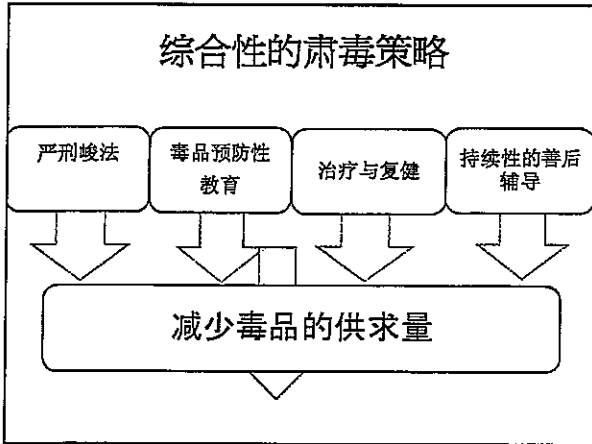 综合性的肃毒策略
严刑峻法
毒品预防性
教育
治疗与复健
持续性的善后
辅导
减少毒品的供求量